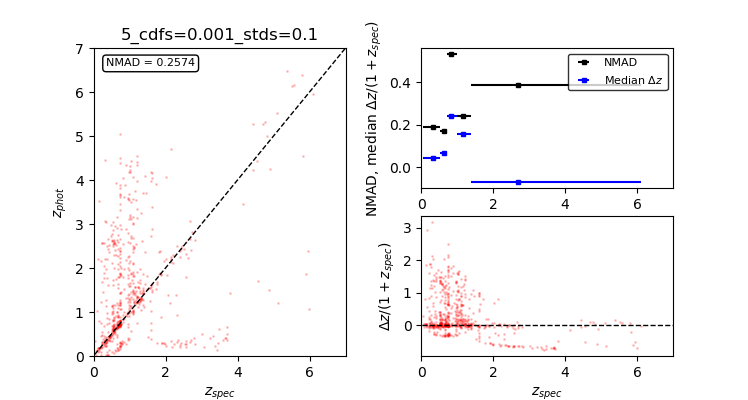 5_cdfs=0.001_stds=0.1
NMAD = 0.2574
7
6
5
4
3
2
1
0
z_phot
0 2 4 6
z_spec
NMAD, median Δz/(1 + z_spec)
0.4
0.2
0.0
NMAD
Median Δz
0 2 4 6
Δz/(1 + z_spec)
3
2
1
0
0 2 4 6
z_spec